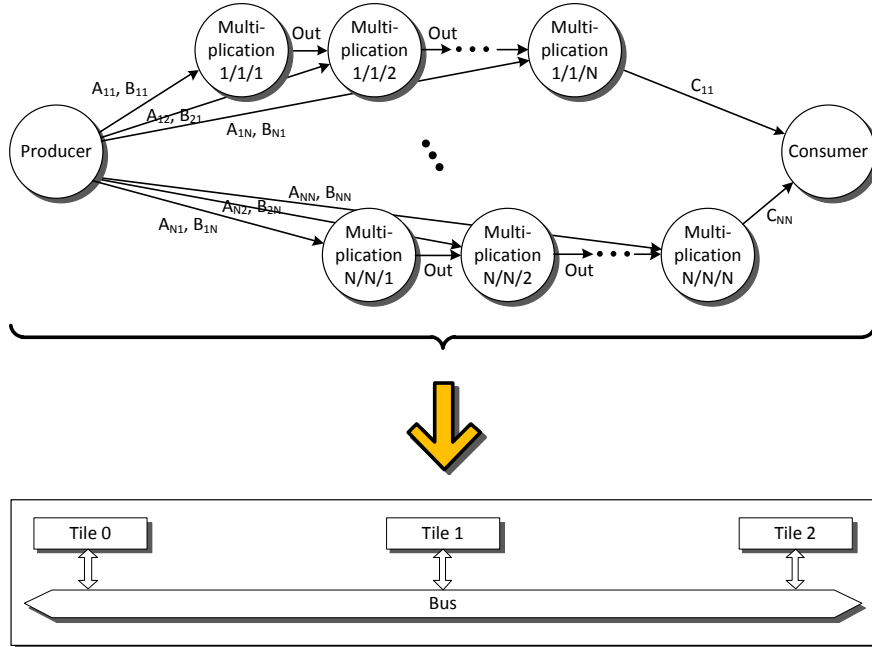 Multi-
plication
1/1/1
Out
Multi-
plication
1/1/2
Out
Multi-
plication
1/1/N
A₁₁, B₁₁
A₁₂, B₂₁
A₁N, BN₁
C₁₁
Producer
Consumer
ANN, BNN
AN₂, B₂N
AN₁, B₁N
CNN
Multi-
plication
N/N/1
Out
Multi-
plication
N/N/2
Out
Multi-
plication
N/N/N
Tile 0
Tile 1
Tile 2
Bus